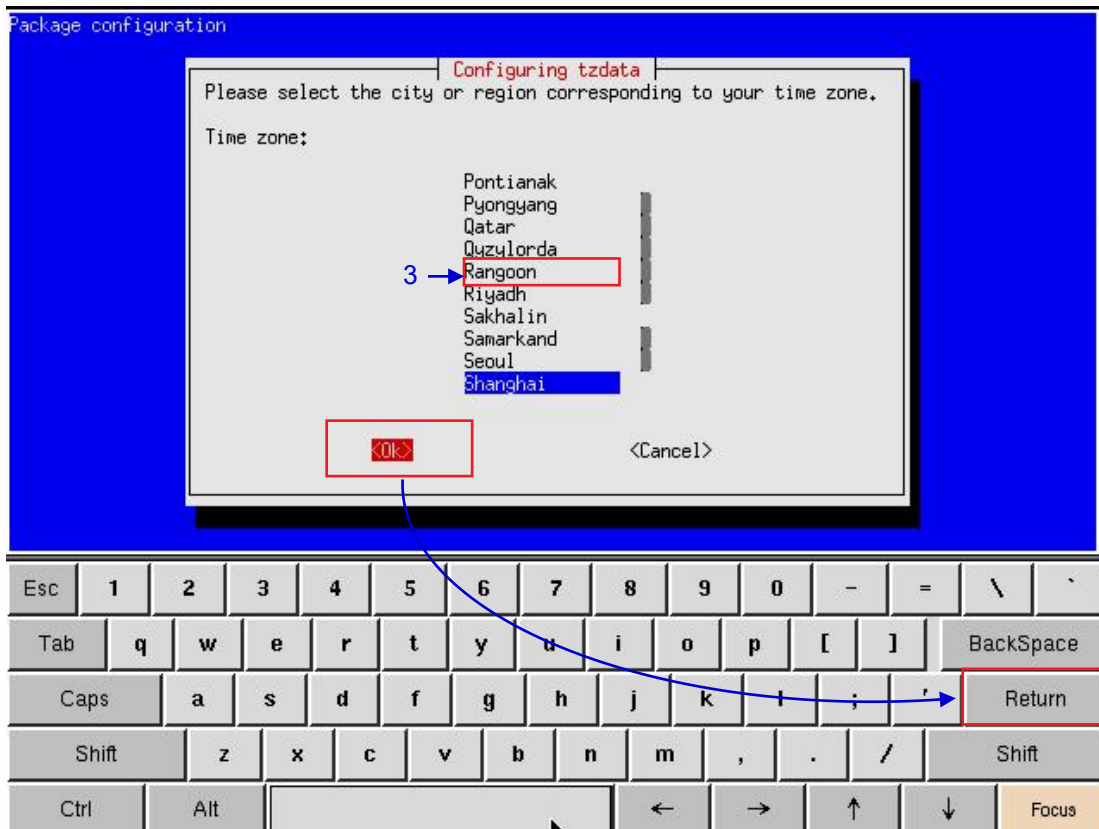 Package configuration
Configuring tzdata
Please select the city or region corresponding to your time zone.
Time zone:
Pontianak
Pyongyang
Qatar
Qyzylorda
3 Rangoon
Riyadh
Sakhalin
Samarkand
Seoul
Shanghai
<Ok> <Cancel>
Esc 1 2 3 4 5 6 7 8 9 0 - = \ `
Tab q w e r t y u i o p [ ] BackSpace
Caps a s d f g h j k l ; ' Return
Shift z x c v b n m , . / Shift
Ctrl Alt ← → ↑ ↓ Focus